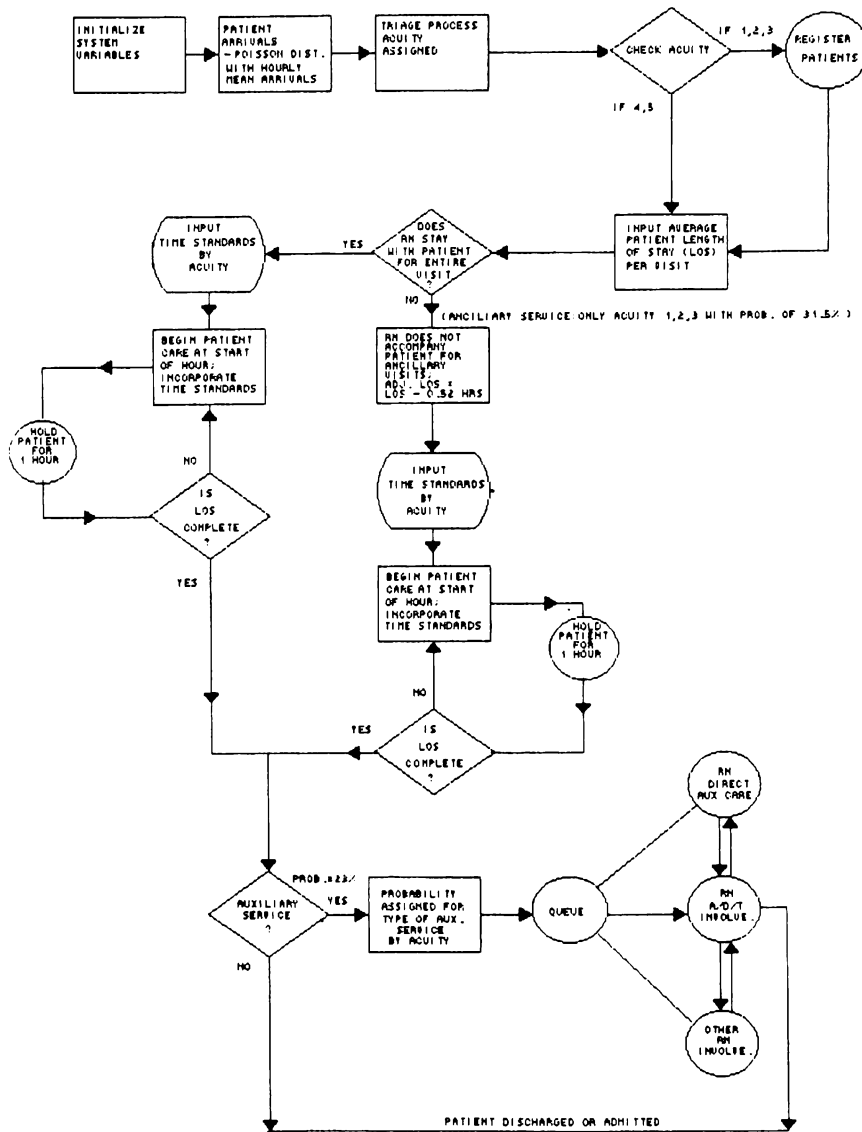 INITIALIZE
SYSTEM
VARIABLES
PATIENT
ARRIVALS
-POISSON DIST.
WITH HOURLY
MEAN ARRIVALS
TRIAGE PROCESS
ACUITY
ASSIGNED
CHECK ACUITY
IF 1,2,3
REGISTER
PATIENTS
IF 4,5
INPUT
TIME STANDARDS
BY
ACUITY
YES
DOES
RN STAY
WITH PATIENT
FOR ENTIRE
VISIT
?
INPUT AVERAGE
PATIENT LENGTH
OF STAY (LOS)
PER VISIT
NO
(ANCILIARY SERVICE ONLY ACUITY 1,2,3 WITH PROB. OF 31.5%)
BEGIN PATIENT
CARE AT START
OF HOUR;
INCORPORATE
TIME STANDARDS
RN DOES NOT
ACCOMPANY
PATIENT FOR
ANCILLARY
VISITS;
ADJ. LOS =
LOS - 0.52 HRS
HOLD
PATIENT
FOR
1 HOUR
NO
IS
LOS
COMPLETE
?
YES
INPUT
TIME STANDARDS
BY
ACUITY
BEGIN PATIENT
CARE AT START
OF HOUR;
INCORPORATE
TIME STANDARDS
HOLD
PATIENT
FOR
1 HOUR
NO
YES
IS
LOS
COMPLETE
?
RN
DIRECT
AUX CARE
PROB.=23%
AUXILIARY
SERVICE
?
YES
PROBABILITY
ASSIGNED FOR
TYPE OF AUX.
SERVICE
BY ACUITY
QUEUE
RN
A/D/T
INVOLVE.
NO
OTHER
RN
INVOLVE.
PATIENT DISCHARGED OR ADMITTED